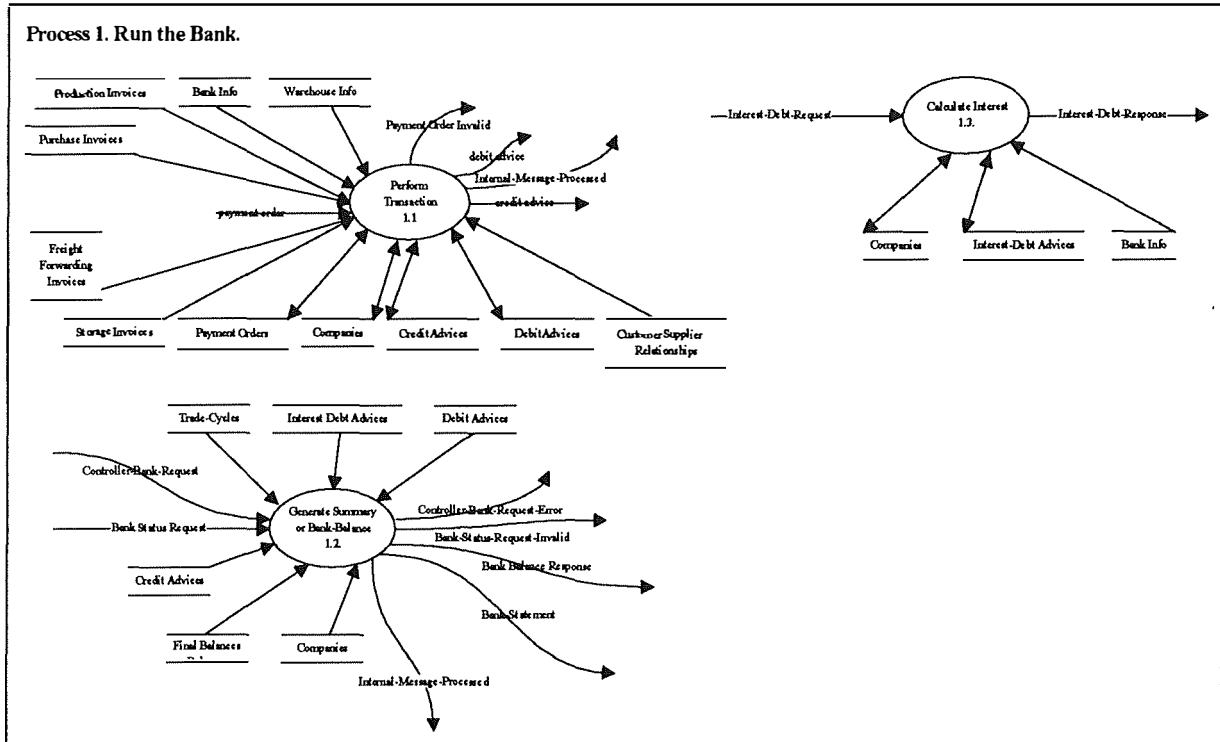 Process 1. Run the Bank.
Production Invoices
Bank Info
Warehouse Info
Purchase Invoices
Payment Order Invalid
debit advice
Internal-Message-Processed
Perform
Transaction
1.1
payment order
credit advice
Freight
Forwarding
Invoices
Storage Invoices
Payment Orders
Companies
Credit Advices
Debit Advices
Customer Supplier
Relationships
Interest-Debt-Request
Calculate Interest
1.3.
Interest-Debt-Response
Companies
Interest-Debt Advices
Bank Info
Trade-Cycles
Interest Debt Advices
Debit Advices
Controller-Bank-Request
Bank Status Request
Generate Summary
or Bank-Balance
1.2.
Controller-Bank-Request-Error
Bank-Status-Request-Invalid
Bank Balance Response
Bank-Statement
Credit Advices
Final Balances
Companies
Internal-Message-Processed